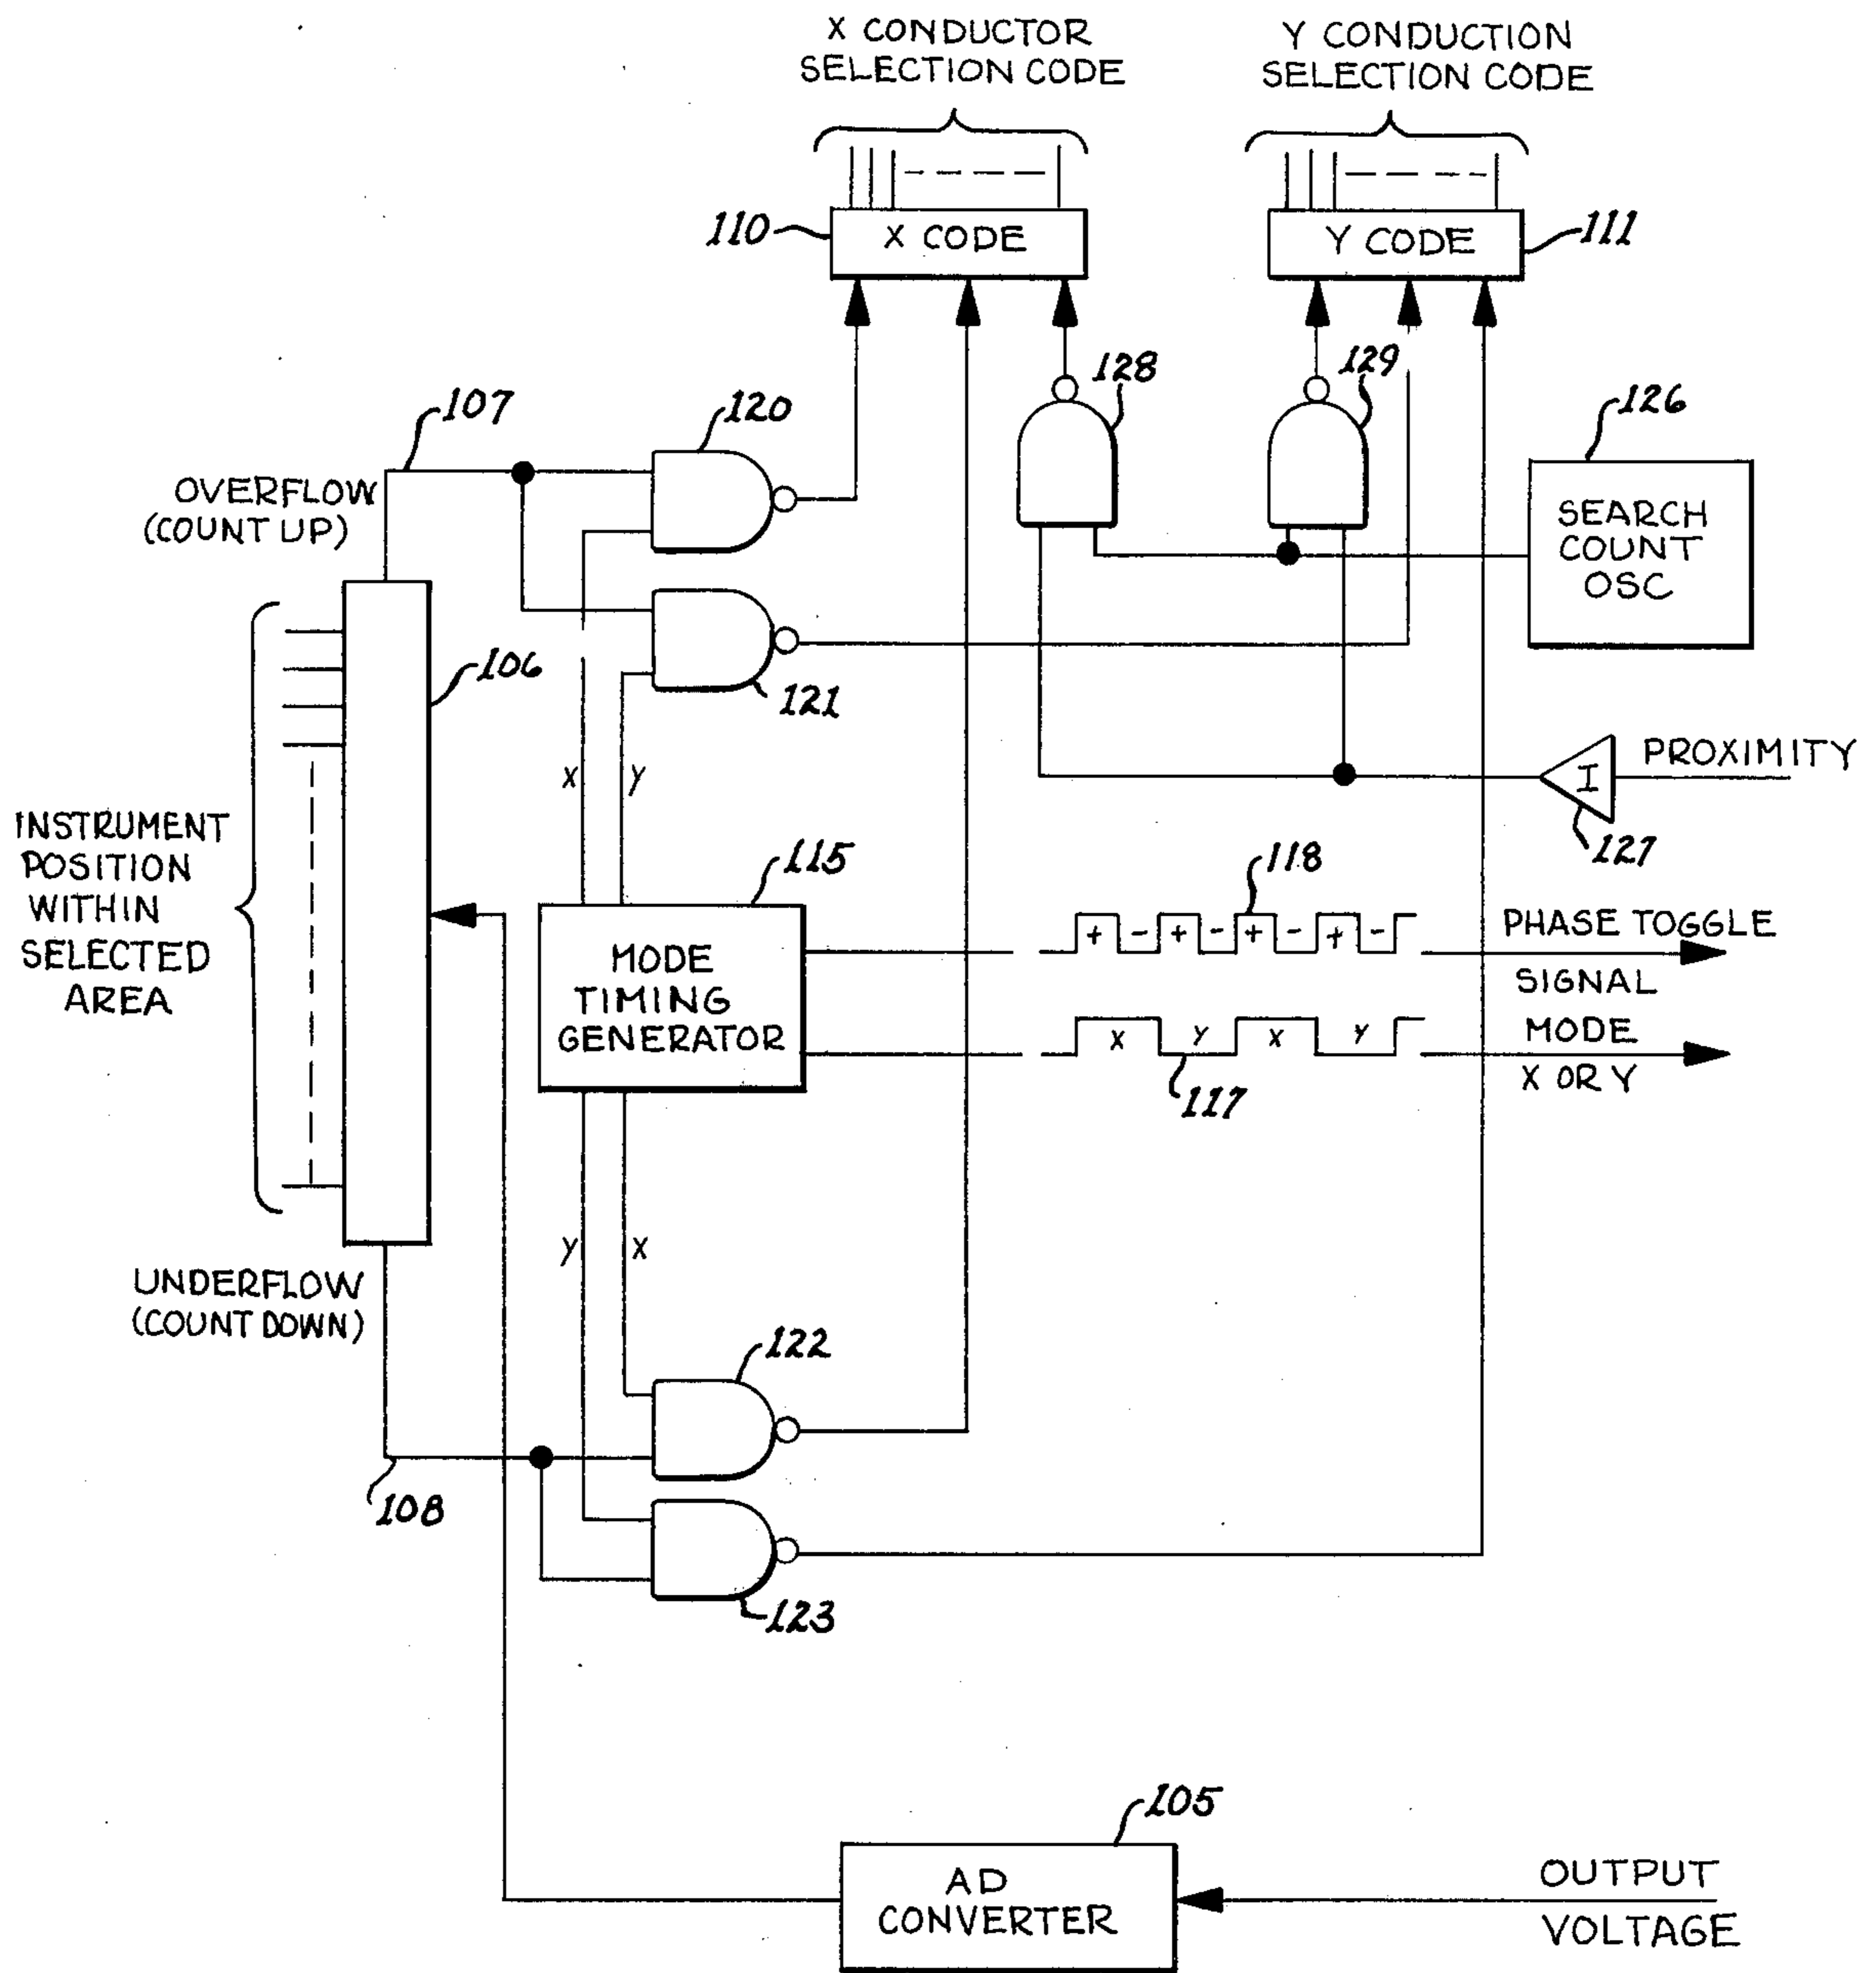 X CONDUCTOR
SELECTION CODE
Y CONDUCTION
SELECTION CODE
110
X CODE
Y CODE
111
128
129
107
120
126
OVERFLOW
(COUNT UP)
SEARCH
COUNT
OSC
106
121
X
Y
PROXIMITY
I
127
INSTRUMENT
POSITION
WITHIN
SELECTED
AREA
115
118
MODE
TIMING
GENERATOR
+ - + - + - + -
PHASE TOGGLE
SIGNAL
X Y X Y
MODE
X OR Y
117
Y
X
UNDERFLOW
(COUNT DOWN)
122
108
123
105
AD
CONVERTER
OUTPUT
VOLTAGE